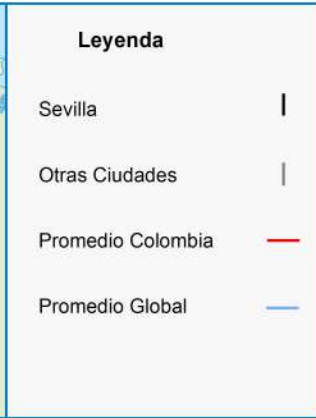 Leyenda
Sevilla
Otras Ciudades
Promedio Colombia
Promedio Global